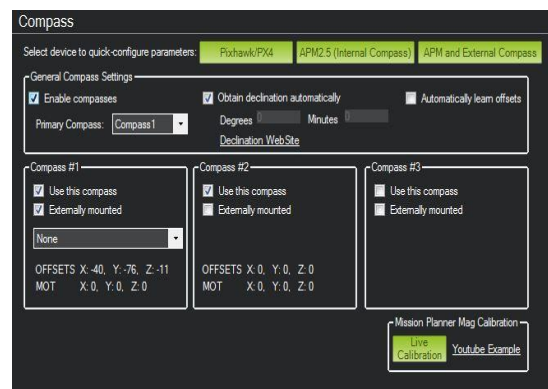 Compass
Select device to quick-configure parameters: Pixhawk/PX4 APM2.5 (Internal Compass) APM and External Compass
General Compass Settings
Enable compasses Obtain declination automatically Automatically learn offsets
Primary Compass: Compass1 Degrees 0 Minutes 0
Declination WebSite
Compass #1 Compass #2 Compass #3
Use this compass Use this compass Use this compass
Externally mounted Externally mounted Externally mounted
None
OFFSETS X: -40, Y: -76, Z: -11 OFFSETS X: 0, Y: 0, Z: 0
MOT X: 0, Y: 0, Z: 0 MOT X: 0, Y: 0, Z: 0
Mission Planner Mag Calibration
Live Calibration Youtube Example